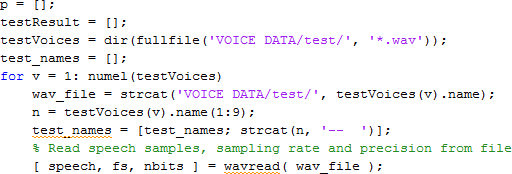 p = [];
testResult = [];
testVoices = dir(fullfile('VOICE DATA/test/', '*.wav'));
test_names = [];
for v = 1: numel(testVoices)
    wav_file = strcat('VOICE DATA/test/', testVoices(v).name);
    n = testVoices(v).name(1:9);
    test_names = [test_names; strcat(n, '--  ')];
    % Read speech samples, sampling rate and precision from file
    [ speech, fs, nbits ] = wavread( wav_file );